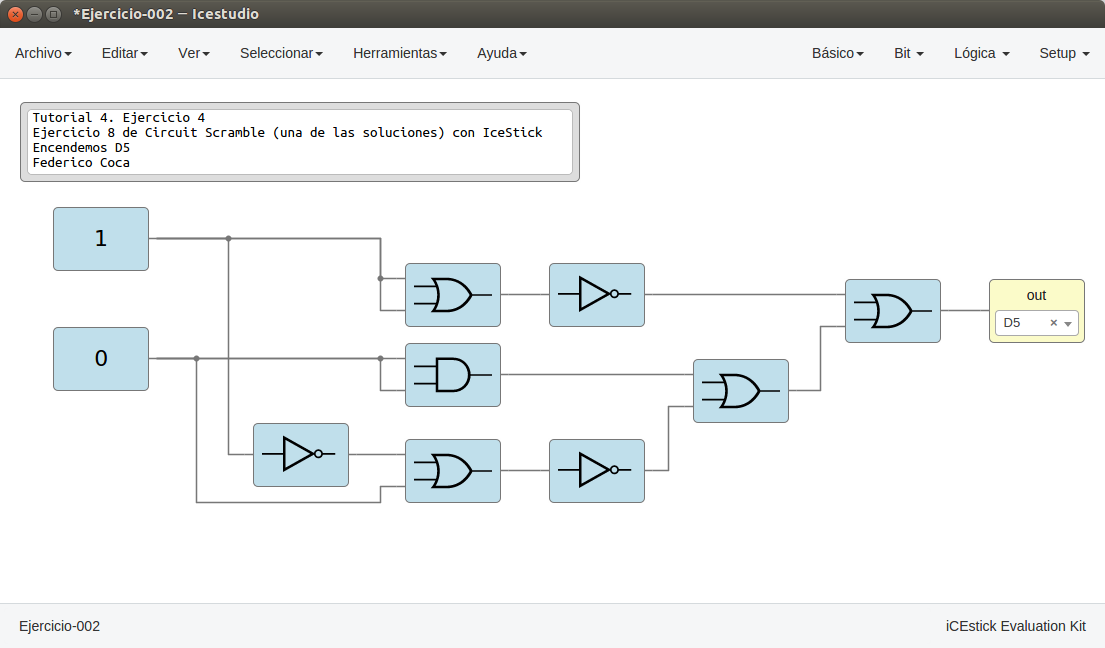 *Ejercicio-002 — Icestudio
Archivo Editar Ver Seleccionar Herramientas Ayuda Básico Bit Lógica Setup
Tutorial 4. Ejercicio 4
Ejercicio 8 de Circuit Scramble (una de las soluciones) con IceStick
Encendemos D5
Federico Coca
1
0
out
D5
Ejercicio-002
iCEstick Evaluation Kit